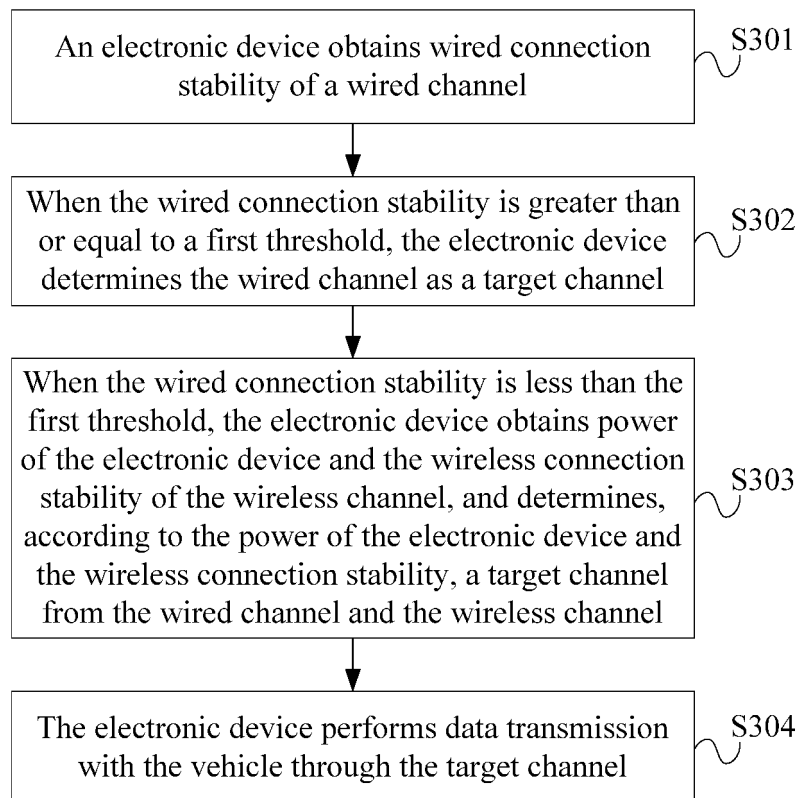 An electronic device obtains wired connection
stability of a wired channel
S301
When the wired connection stability is greater than
or equal to a first threshold, the electronic device
determines the wired channel as a target channel
S302
When the wired connection stability is less than the
first threshold, the electronic device obtains power
of the electronic device and the wireless connection
stability of the wireless channel, and determines,
according to the power of the electronic device and
the wireless connection stability, a target channel
from the wired channel and the wireless channel
S303
The electronic device performs data transmission
with the vehicle through the target channel
S304